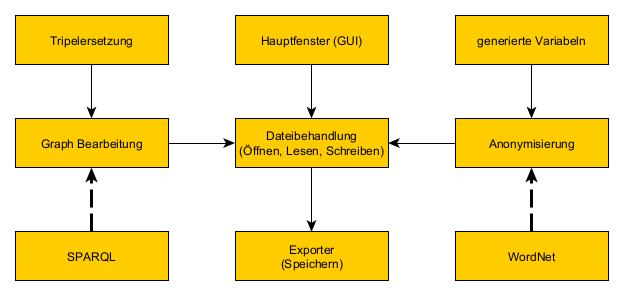 Tripelersetzung
Hauptfenster (GUI)
generierte Variabeln
Graph Bearbeitung
Dateibehandlung
(Öffnen, Lesen, Schreiben)
Anonymisierung
SPARQL
Exporter
(Speichern)
WordNet